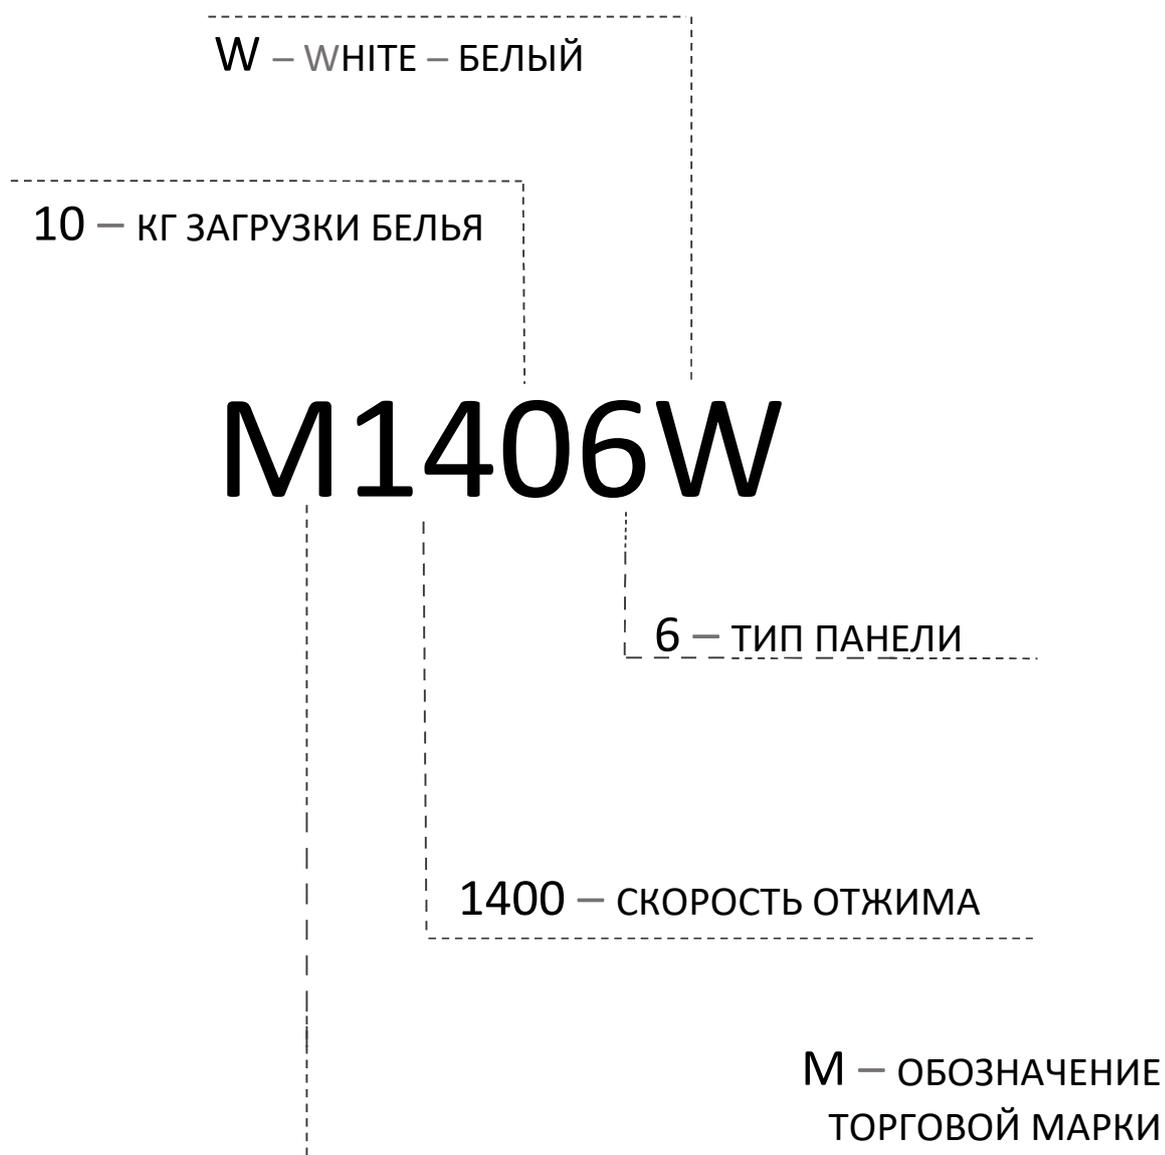 W – WHITE – БЕЛЫЙ
10 – КГ ЗАГРУЗКИ БЕЛЬЯ
M1406W
6 – ТИП ПАНЕЛИ
1400 – СКОРОСТЬ ОТЖИМА
М – ОБОЗНАЧЕНИЕ
ТОРГОВОЙ МАРКИ